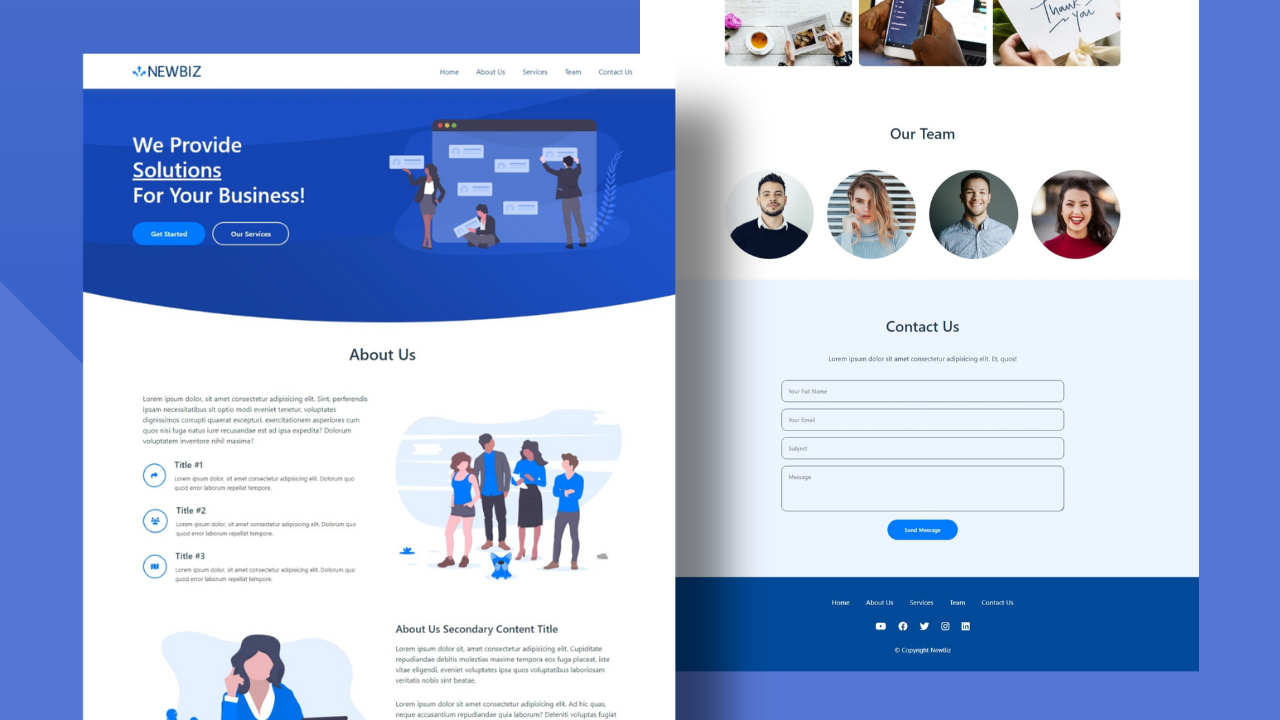 NEWBIZ
Home About Us Services Team Contact Us
We Provide
Solutions
For Your Business!
Get Started Our Services
About Us
Lorem ipsum dolor, sit amet consectetur adipisicing elit. Sint, perferendis
ipsam necessitatibus sit optio modi eveniet tenetur, voluptates
dignissimos corrupti quaerat excepturi, exercitationem asperiores cum
quos nisi fuga natus iure recusandae est ad ipsa expedita? Dolorum
voluptatem inventore nihil maxime?
Title #1
Lorem ipsum dolor, sit amet consectetur adipisicing elit. Dolorum quo
quod error laborum repellat tempore.
Title #2
Lorem ipsum dolor, sit amet consectetur adipisicing elit. Dolorum quo
quod error laborum repellat tempore.
Title #3
Lorem ipsum dolor, sit amet consectetur adipisicing elit. Dolorum quo
quod error laborum repellat tempore.
About Us Secondary Content Title
Lorem ipsum dolor sit, amet consectetur adipisicing elit. Cupiditate
repudiandae debitis molestias maxime tempora eos fuga placeat, iste
vitae eligendi, eveniet voluptates ipsa quos voluptatibus laboriosam
veritatis nobis sint beatae.
Lorem ipsum dolor sit amet consectetur adipisicing elit. Ad hic quas,
neque accusantium repudiandae quia laborum? Deleniti voluptas fugiat
Thank
you
Our Team
Contact Us
Lorem ipsum dolor sit amet consectetur adipisicing elit. Et, quos!
Your Full Name
Your Email
Subject
Message
Send Message
Home About Us Services Team Contact Us
© Copyright NewBiz